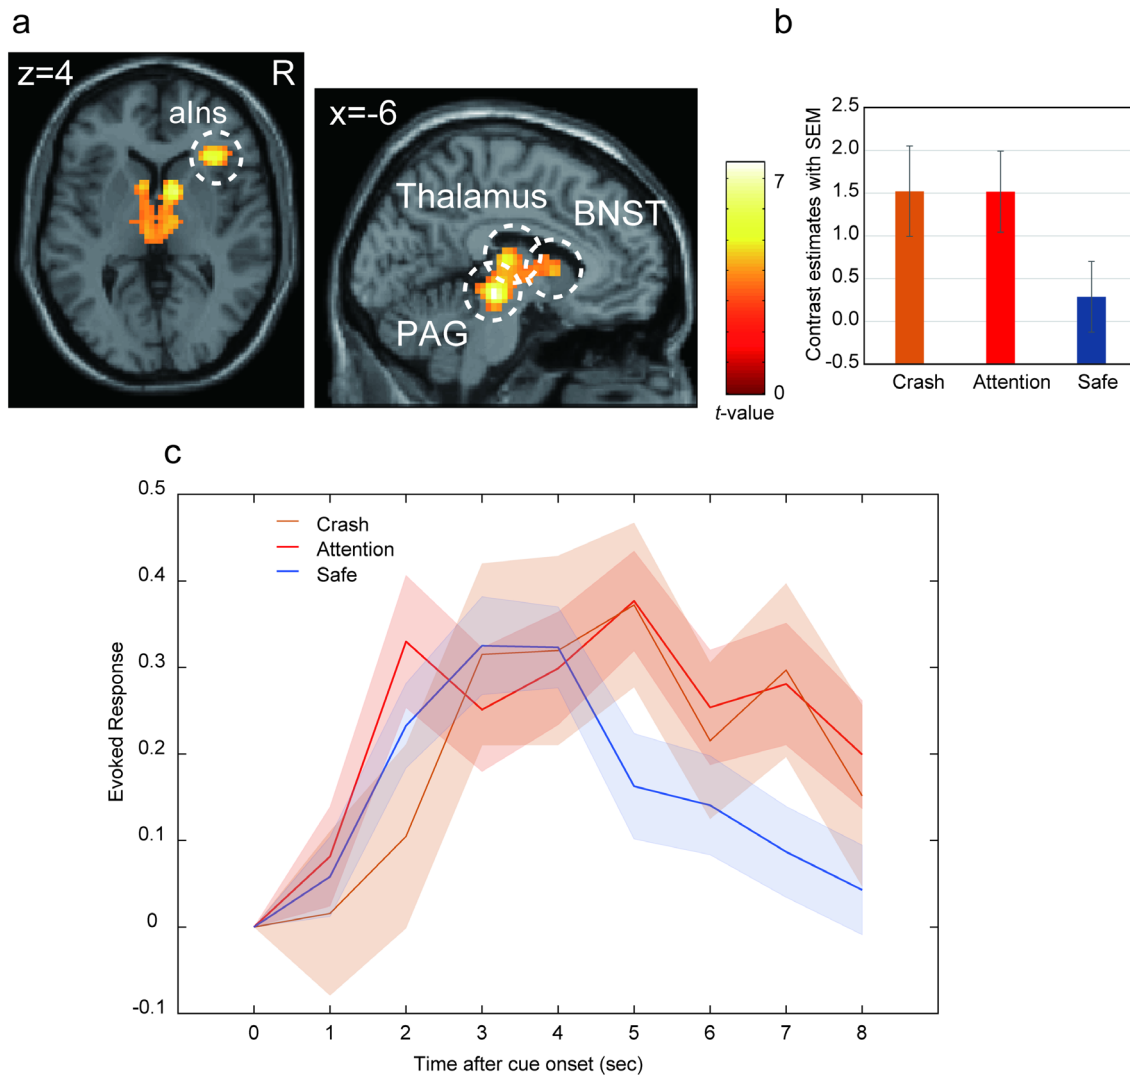 a
z=4
R
aIns
x=-6
Thalamus
BNST
PAG
7
0
t-value
b
Contrast estimates with SEM
2.5
2.0
1.5
1.0
0.5
0.0
-0.5
Crash Attention Safe
c
Evoked Response
0.5
0.4
0.3
0.2
0.1
0
-0.1
Crash
Attention
Safe
0 1 2 3 4 5 6 7 8
Time after cue onset (sec)